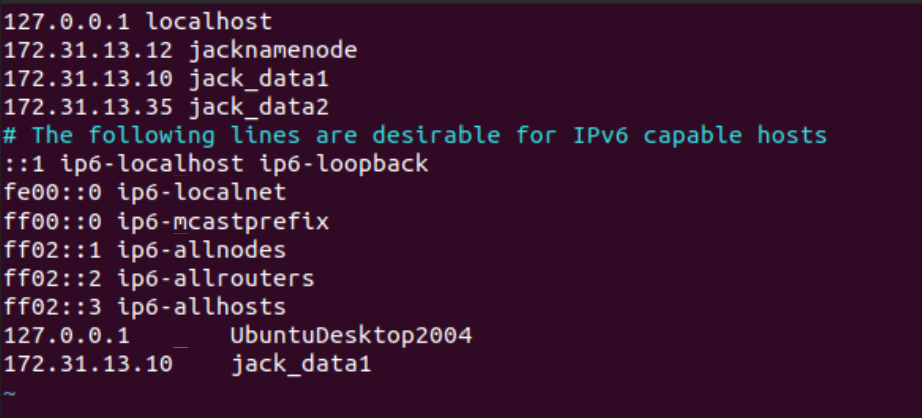 127.0.0.1 localhost
172.31.13.12 jacknamenode
172.31.13.10 jack_data1
172.31.13.35 jack_data2
# The following lines are desirable for IPv6 capable hosts
::1 ip6-localhost ip6-loopback
fe00::0 ip6-localnet
ff00::0 ip6-mcastprefix
ff02::1 ip6-allnodes
ff02::2 ip6-allrouters
ff02::3 ip6-allhosts
127.0.0.1   _   UbuntuDesktop2004
172.31.13.10    jack_data1
~